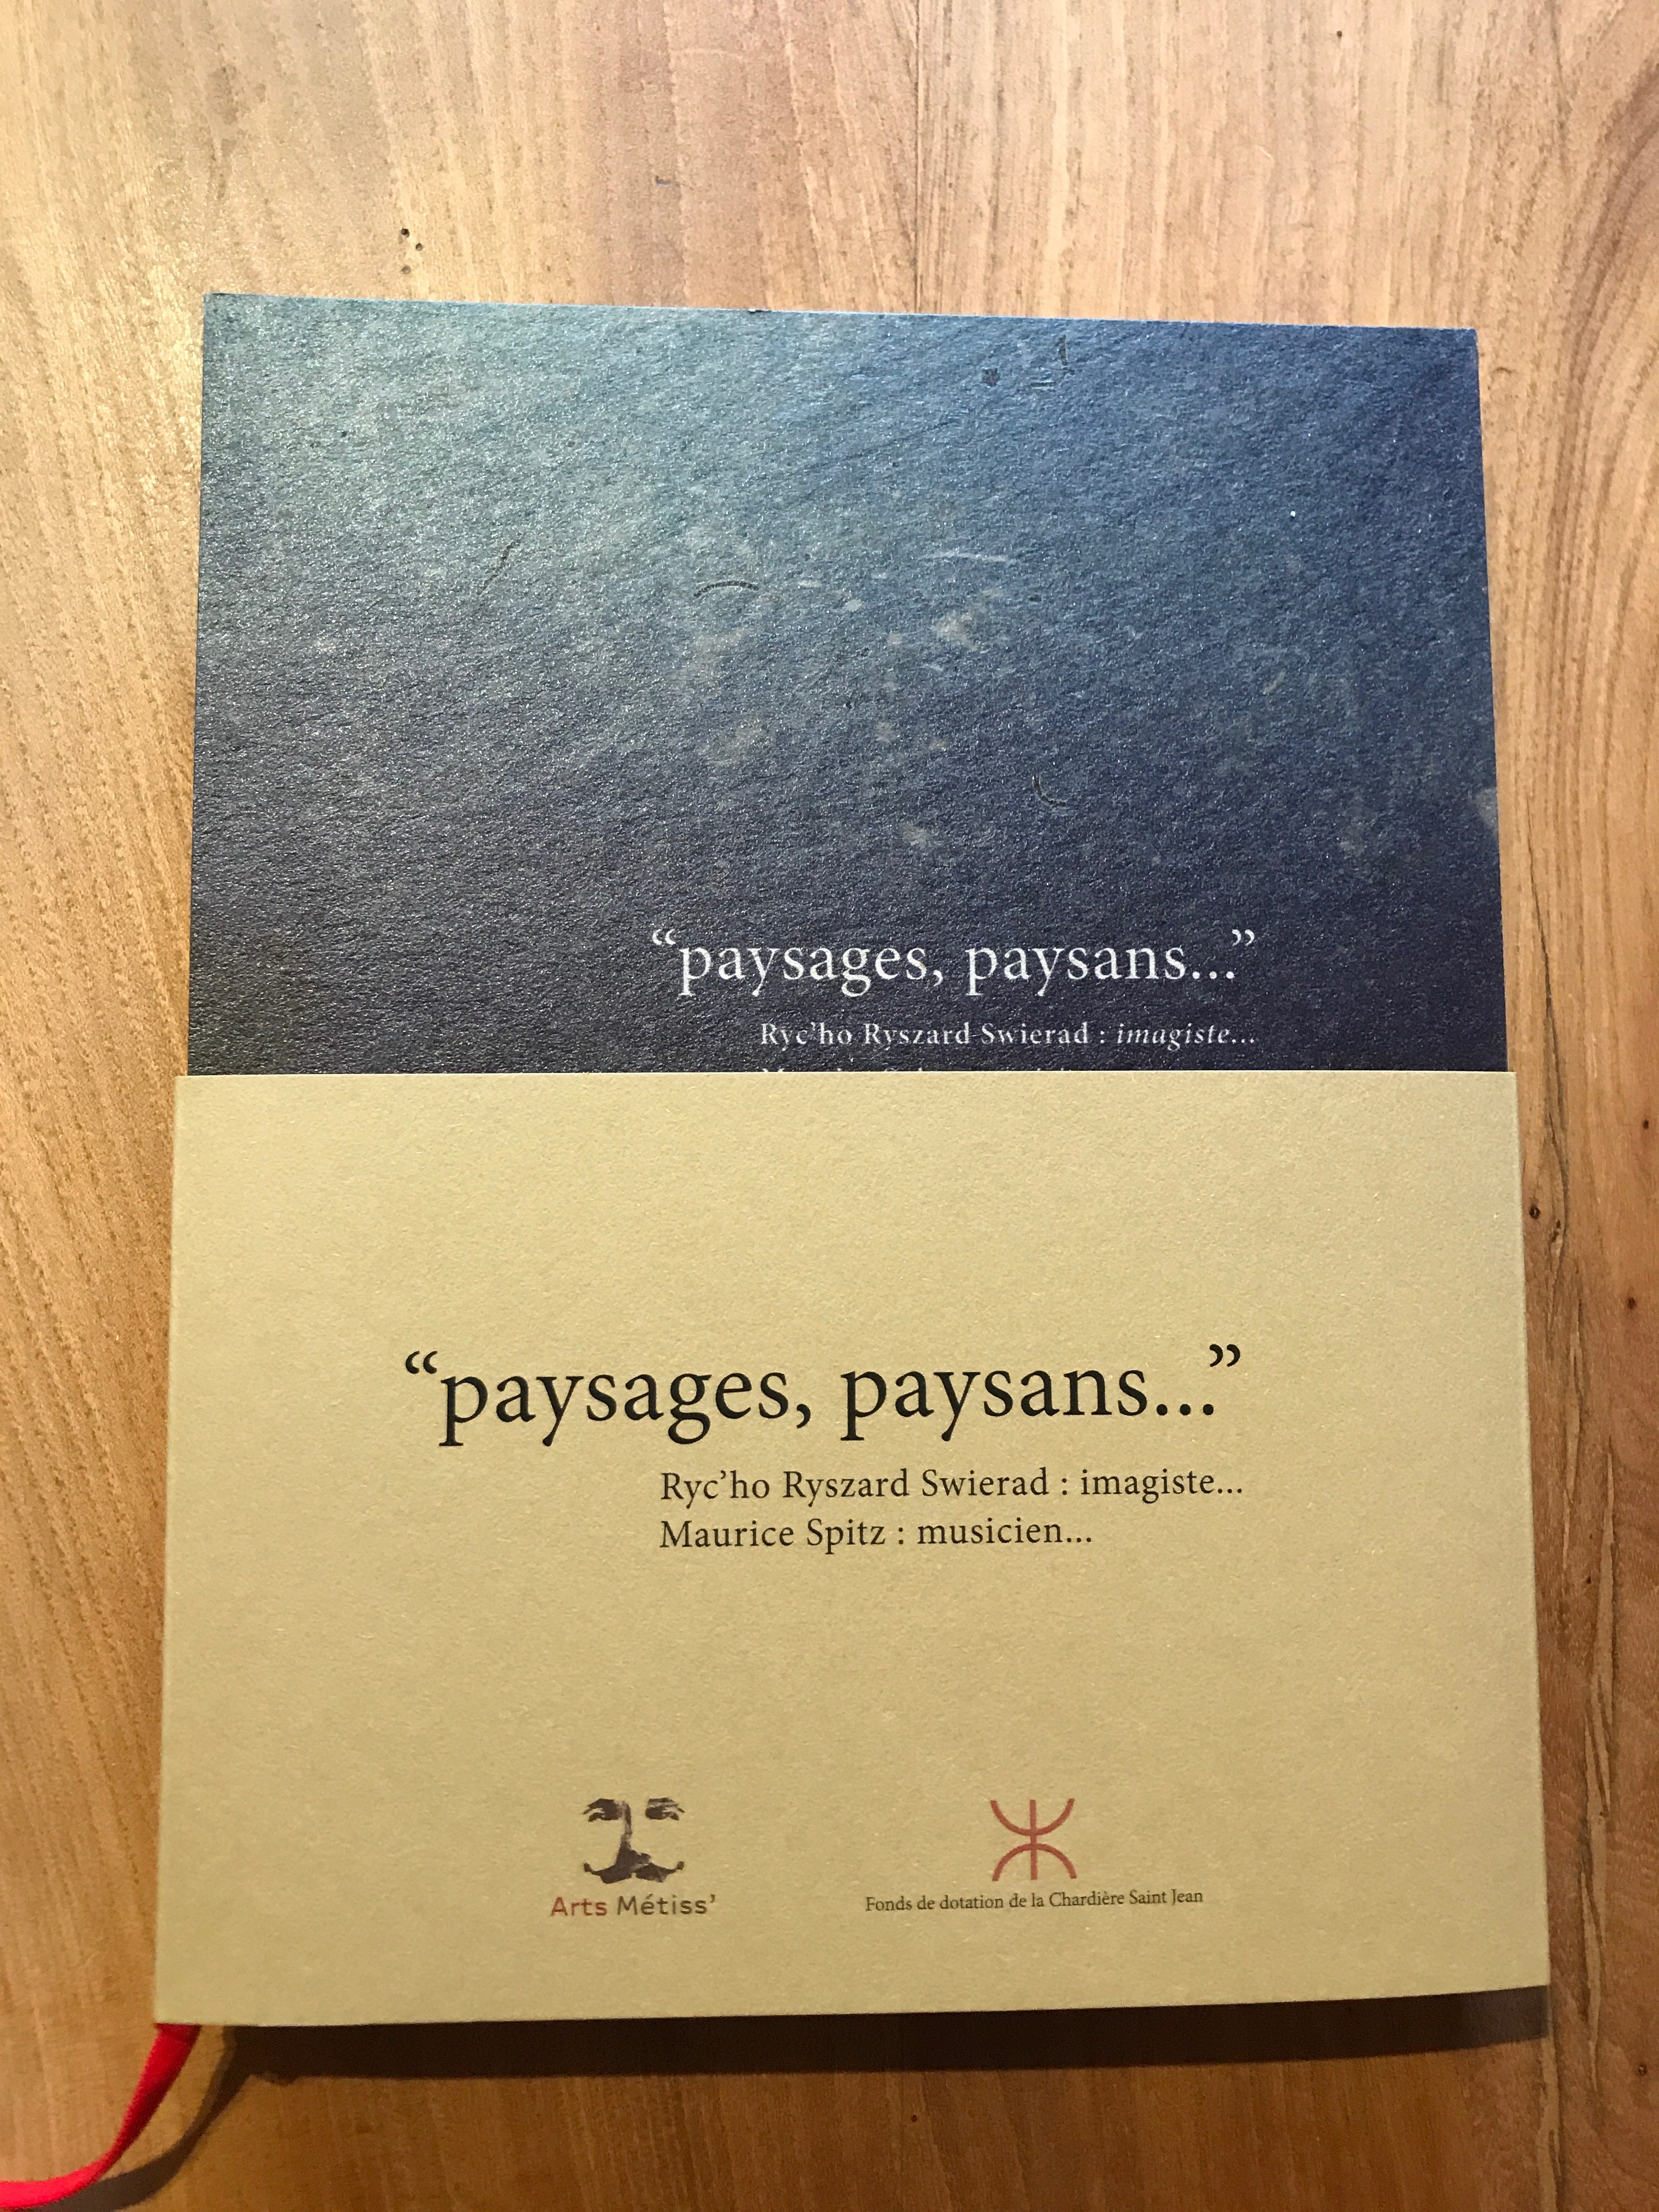 “paysages, paysans...”
Ryc’ho Ryszard Swierad : imagiste...
“paysages, paysans...”
Ryc’ho Ryszard Swierad : imagiste...
Maurice Spitz : musicien...
Arts Métiss’
Fonds de dotation de la Chardière Saint Jean